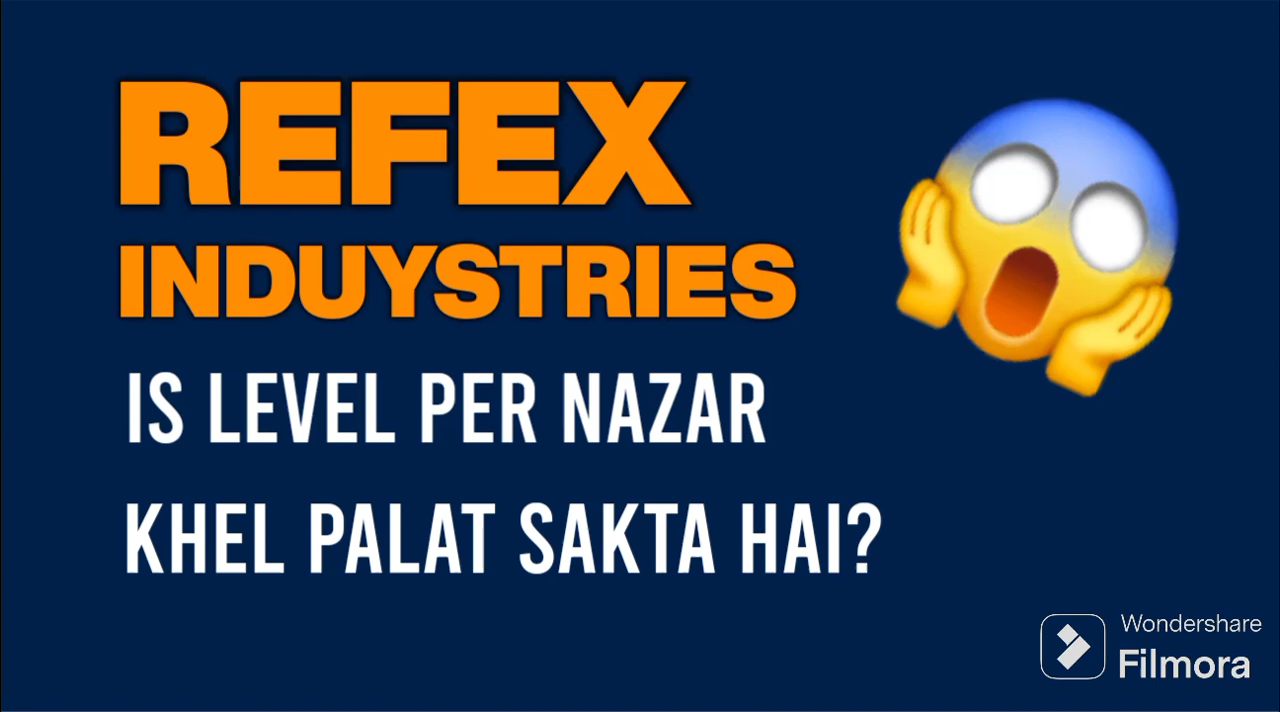 REFEX
INDUYSTRIES
IS LEVEL PER NAZAR
KHEL PALAT SAKTA HAI?
Wondershare
Filmora